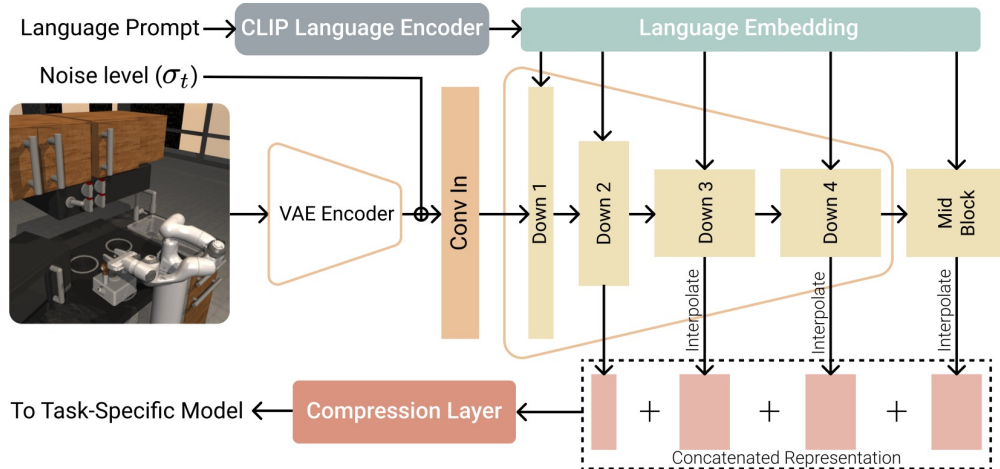 Language Prompt
CLIP Language Encoder
Language Embedding
Noise level (σₜ)
VAE Encoder
Conv In
Down 1
Down 2
Down 3
Down 4
Mid
Block
Interpolate
Interpolate
Interpolate
To Task-Specific Model
Compression Layer
+
+
+
Concatenated Representation